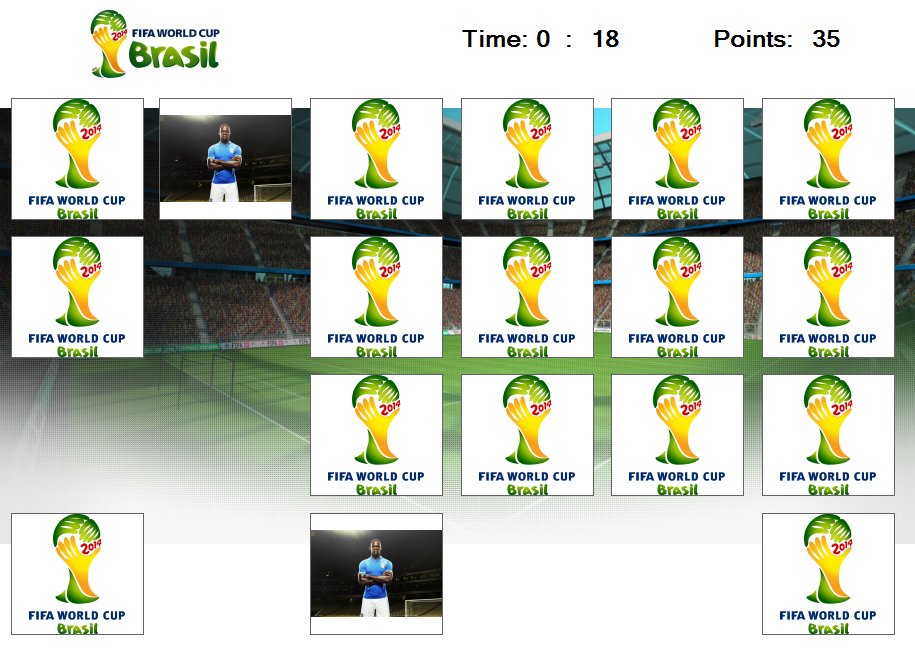 2014 FIFA WORLD CUP
Brasil
Time: 0 : 18 Points: 35
2014 2014 2014 2014 2014
FIFA WORLD CUP FIFA WORLD CUP FIFA WORLD CUP FIFA WORLD CUP FIFA WORLD CUP
Brasil Brasil Brasil Brasil Brasil
2014 2014 2014 2014 2014
FIFA WORLD CUP FIFA WORLD CUP FIFA WORLD CUP FIFA WORLD CUP FIFA WORLD CUP
Brasil Brasil Brasil Brasil Brasil
2014 2014 2014 2014
FIFA WORLD CUP FIFA WORLD CUP FIFA WORLD CUP FIFA WORLD CUP
Brasil Brasil Brasil Brasil
2014 2014
FIFA WORLD CUP FIFA WORLD CUP
Brasil Brasil